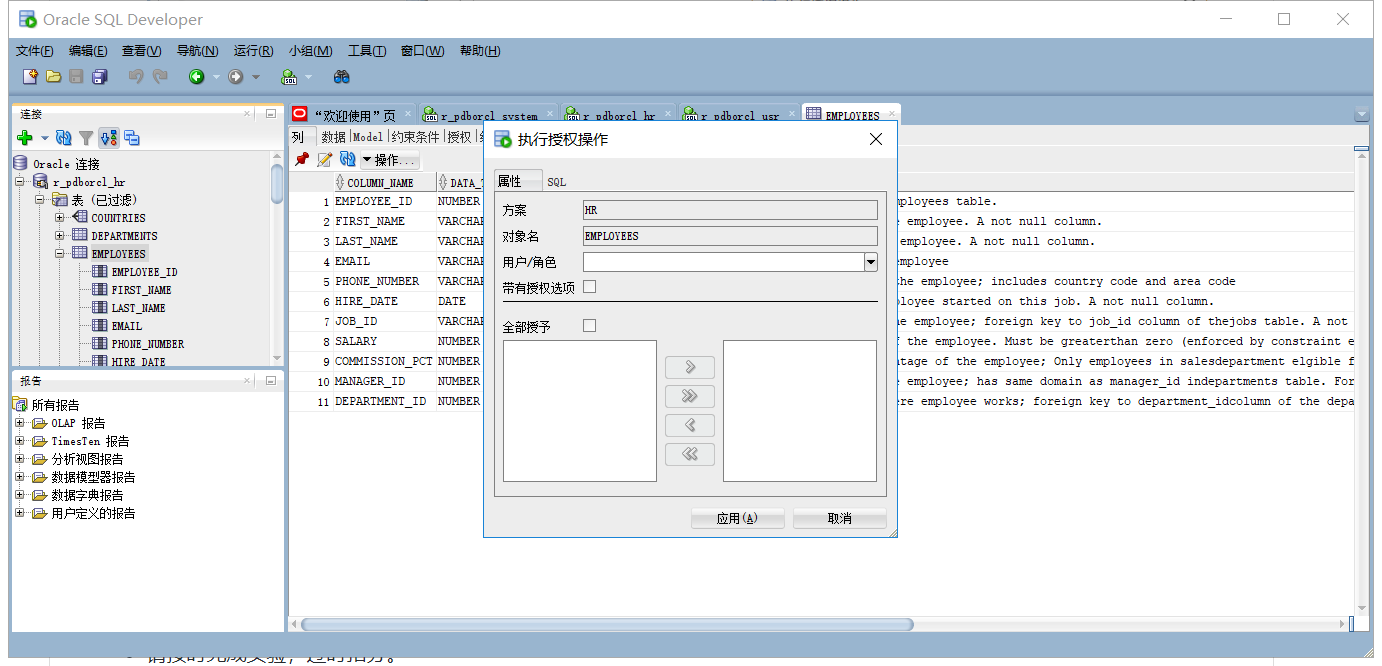 Oracle SQL Developer
文件(F) 编辑(E) 查看(V) 导航(N) 运行(R) 小组(M) 工具(T) 窗口(W) 帮助(H)
连接
Oracle 连接
r_pdborcl_hr
表 (已过滤)
COUNTRIES
DEPARTMENTS
EMPLOYEES
EMPLOYEE_ID
FIRST_NAME
LAST_NAME
EMAIL
PHONE_NUMBER
HIRE_DATE
报告
所有报告
OLAP 报告
TimesTen 报告
分析视图报告
数据模型器报告
数据字典报告
用户定义的报告
“欢迎使用”页 r_pdborcl_system r_pdborcl_hr r_pdborcl_usr EMPLOYEES
列 数据 Model 约束条件 授权
操作...
COLUMN_NAME DATA_
1 EMPLOYEE_ID NUMBER
2 FIRST_NAME VARCHAR
3 LAST_NAME VARCHAR
4 EMAIL VARCHAR
5 PHONE_NUMBER VARCHAR
6 HIRE_DATE DATE
7 JOB_ID VARCHAR
8 SALARY NUMBER
9 COMMISSION_PCT NUMBER
10 MANAGER_ID NUMBER
11 DEPARTMENT_ID NUMBER
执行授权操作
属性 SQL
方案 HR
对象名 EMPLOYEES
用户/角色
带有授权选项
全部授予
应用(A) 取消
mployees table.
employee. A not null column.
employee. A not null column.
mployee
the employee; includes country code and area code
ployee started on this job. A not null column.
e employee; foreign key to job_id column of thejobs table. A not
f the employee. Must be greaterthan zero (enforced by constraint e
tage of the employee; Only employees in salesdepartment elgible f
employee; has same domain as manager_id indepartments table. For
ere employee works; foreign key to department_idcolumn of the depa